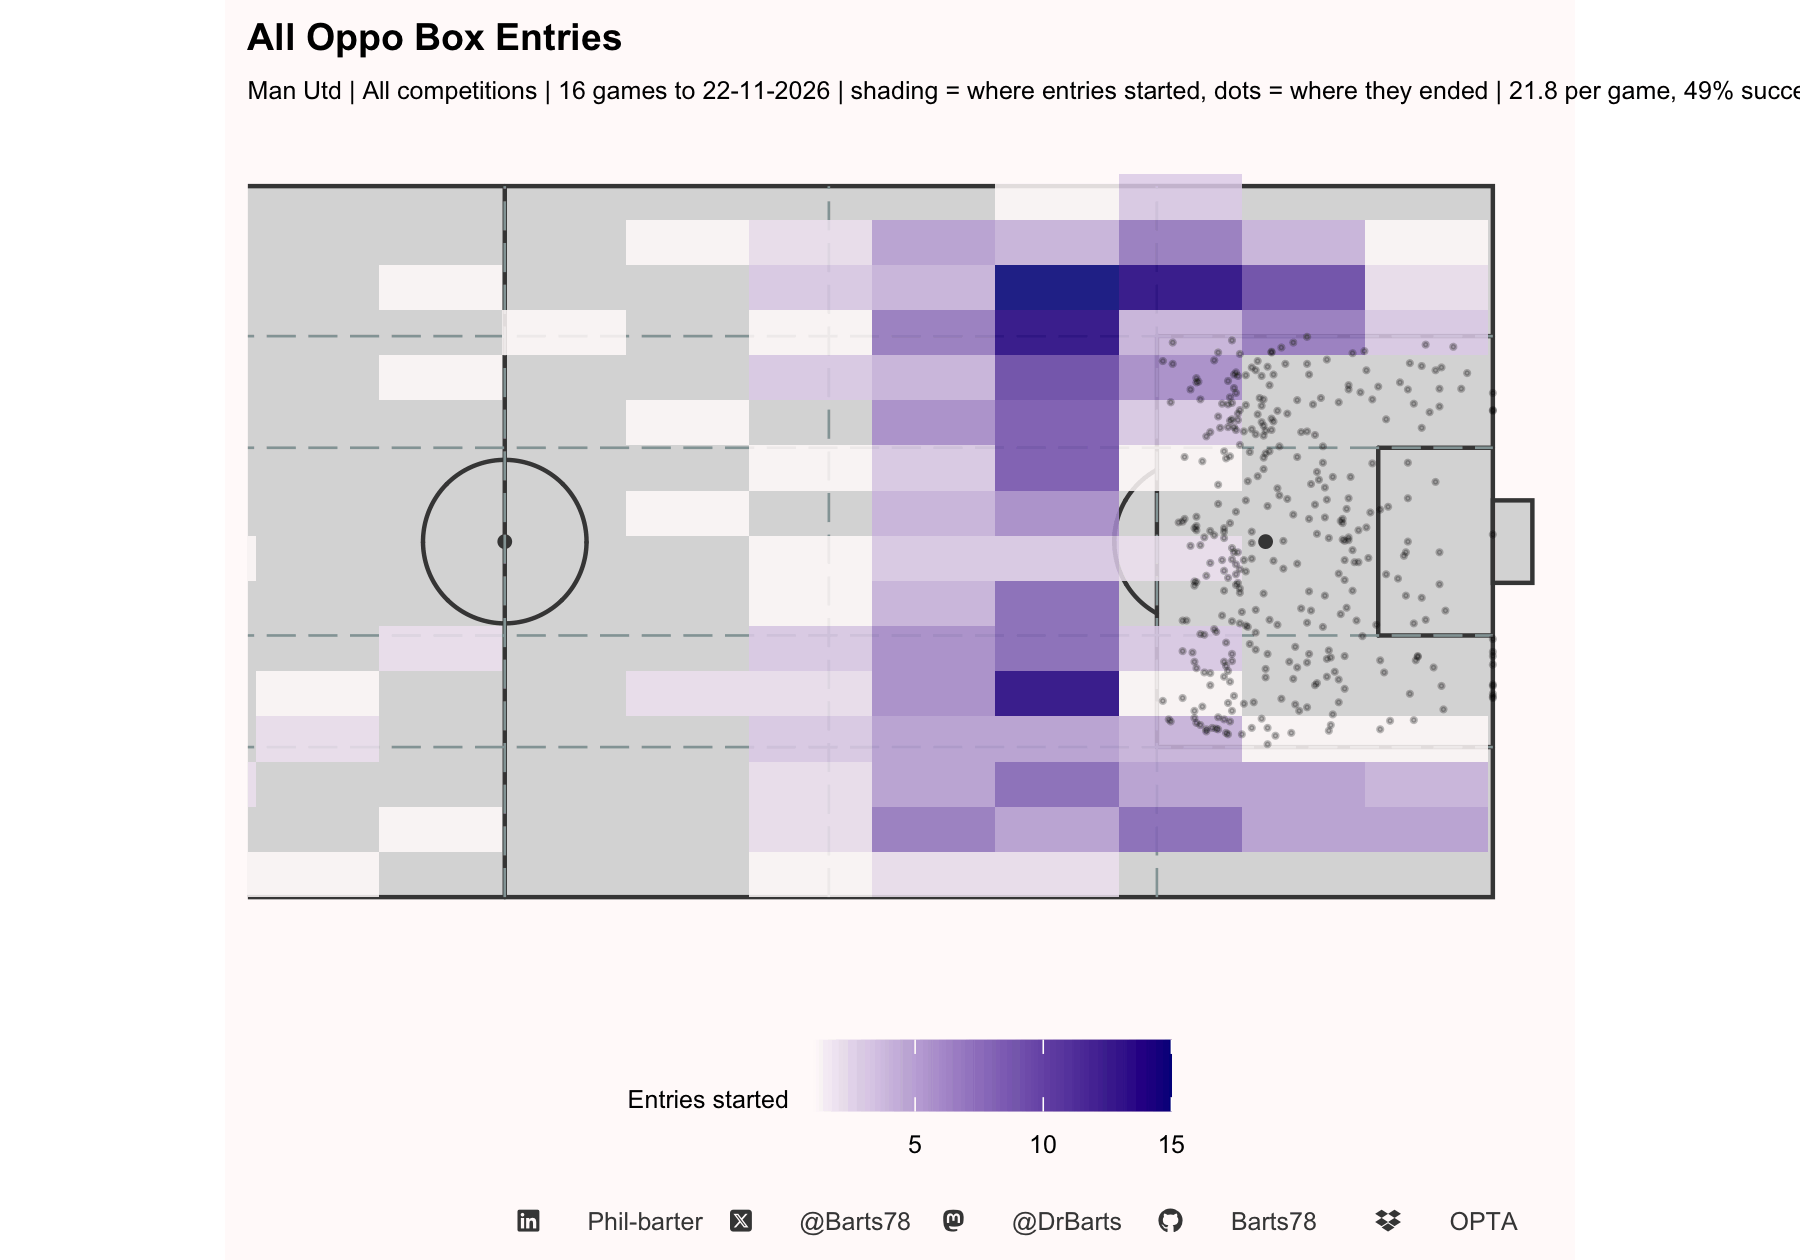 All Oppo Box Entries
Man Utd | All competitions | 16 games to 22-11-2026 | shading = where entries started, dots = where they ended | 21.8 per game, 49% succe
Entries started
5 10 15
Phil-barter @Barts78 @DrBarts Barts78 OPTA